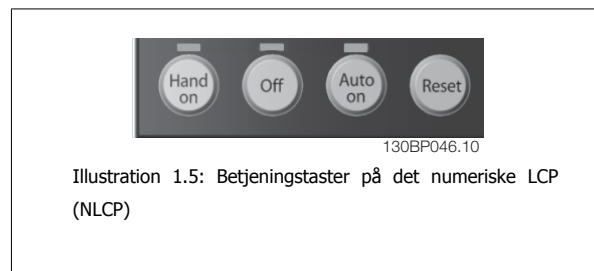 Hand
on
Off
Auto
on
Reset
130BP046.10
Illustration 1.5: Betjeningstaster på det numeriske LCP
(NLCP)